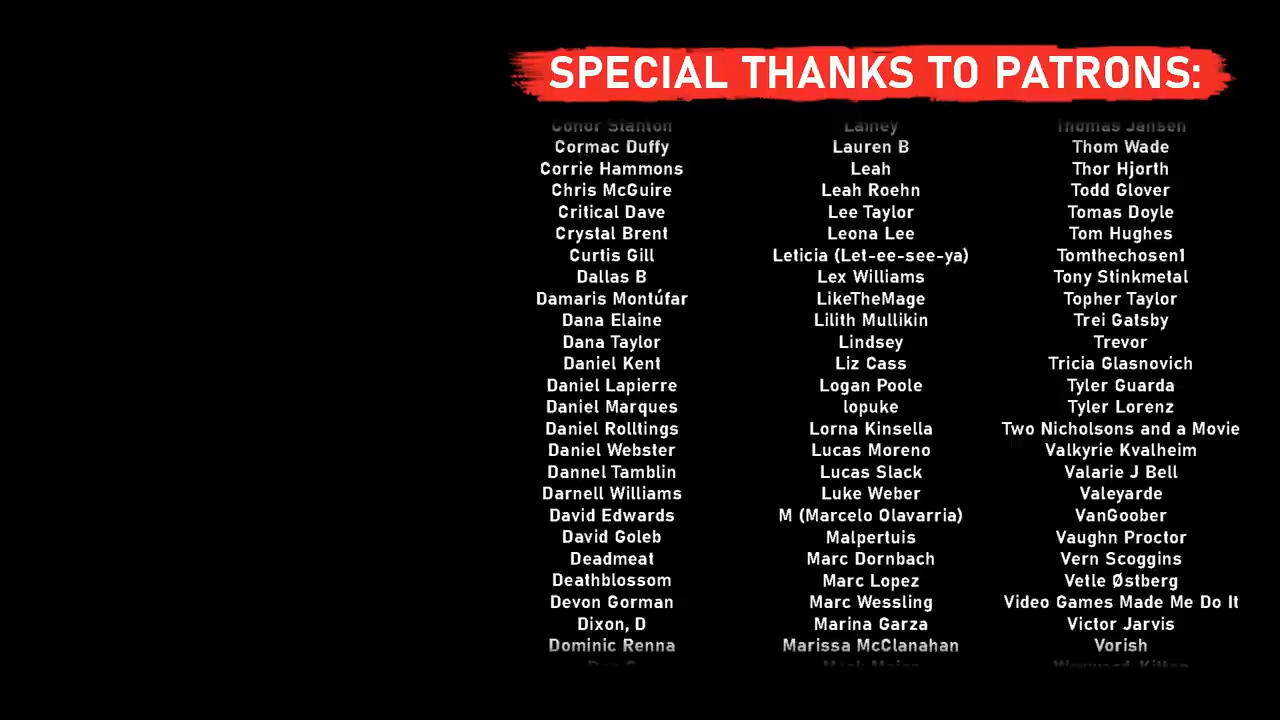 SPECIAL THANKS TO PATRONS:
Conor Stanton
Cormac Duffy
Corrie Hammons
Chris McGuire
Critical Dave
Crystal Brent
Curtis Gill
Dallas B
Damaris Montúfar
Dana Elaine
Dana Taylor
Daniel Kent
Daniel Lapierre
Daniel Marques
Daniel Rolltings
Daniel Webster
Dannel Tamblin
Darnell Williams
David Edwards
David Goleb
Deadmeat
Deathblossom
Devon Gorman
Dixon, D
Dominic Renna
Lainey
Lauren B
Leah
Leah Roehn
Lee Taylor
Leona Lee
Leticia (Let-ee-see-ya)
Lex Williams
LikeTheMage
Lilith Mullikin
Lindsey
Liz Cass
Logan Poole
lopuke
Lorna Kinsella
Lucas Moreno
Lucas Slack
Luke Weber
M (Marcelo Olavarria)
Malpertuis
Marc Dornbach
Marc Lopez
Marc Wessling
Marina Garza
Marissa McClanahan
Thomas Jansen
Thom Wade
Thor Hjorth
Todd Glover
Tomas Doyle
Tom Hughes
Tomthechosen1
Tony Stinkmetal
Topher Taylor
Trei Gatsby
Trevor
Tricia Glasnovich
Tyler Guarda
Tyler Lorenz
Two Nicholsons and a Movie
Valkyrie Kvalheim
Valarie J Bell
Valeyarde
VanGoober
Vaughn Proctor
Vern Scoggins
Vetle Østberg
Video Games Made Me Do It
Victor Jarvis
Vorish